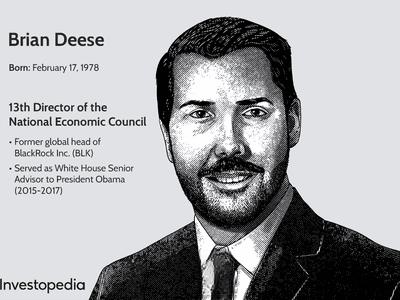 Brian Deese
Born: February 17, 1978
13th Director of the
National Economic Council
• Former global head of
BlackRock Inc. (BLK)
• Served as White House Senior
Advisor to President Obama
(2015-2017)
Investopedia